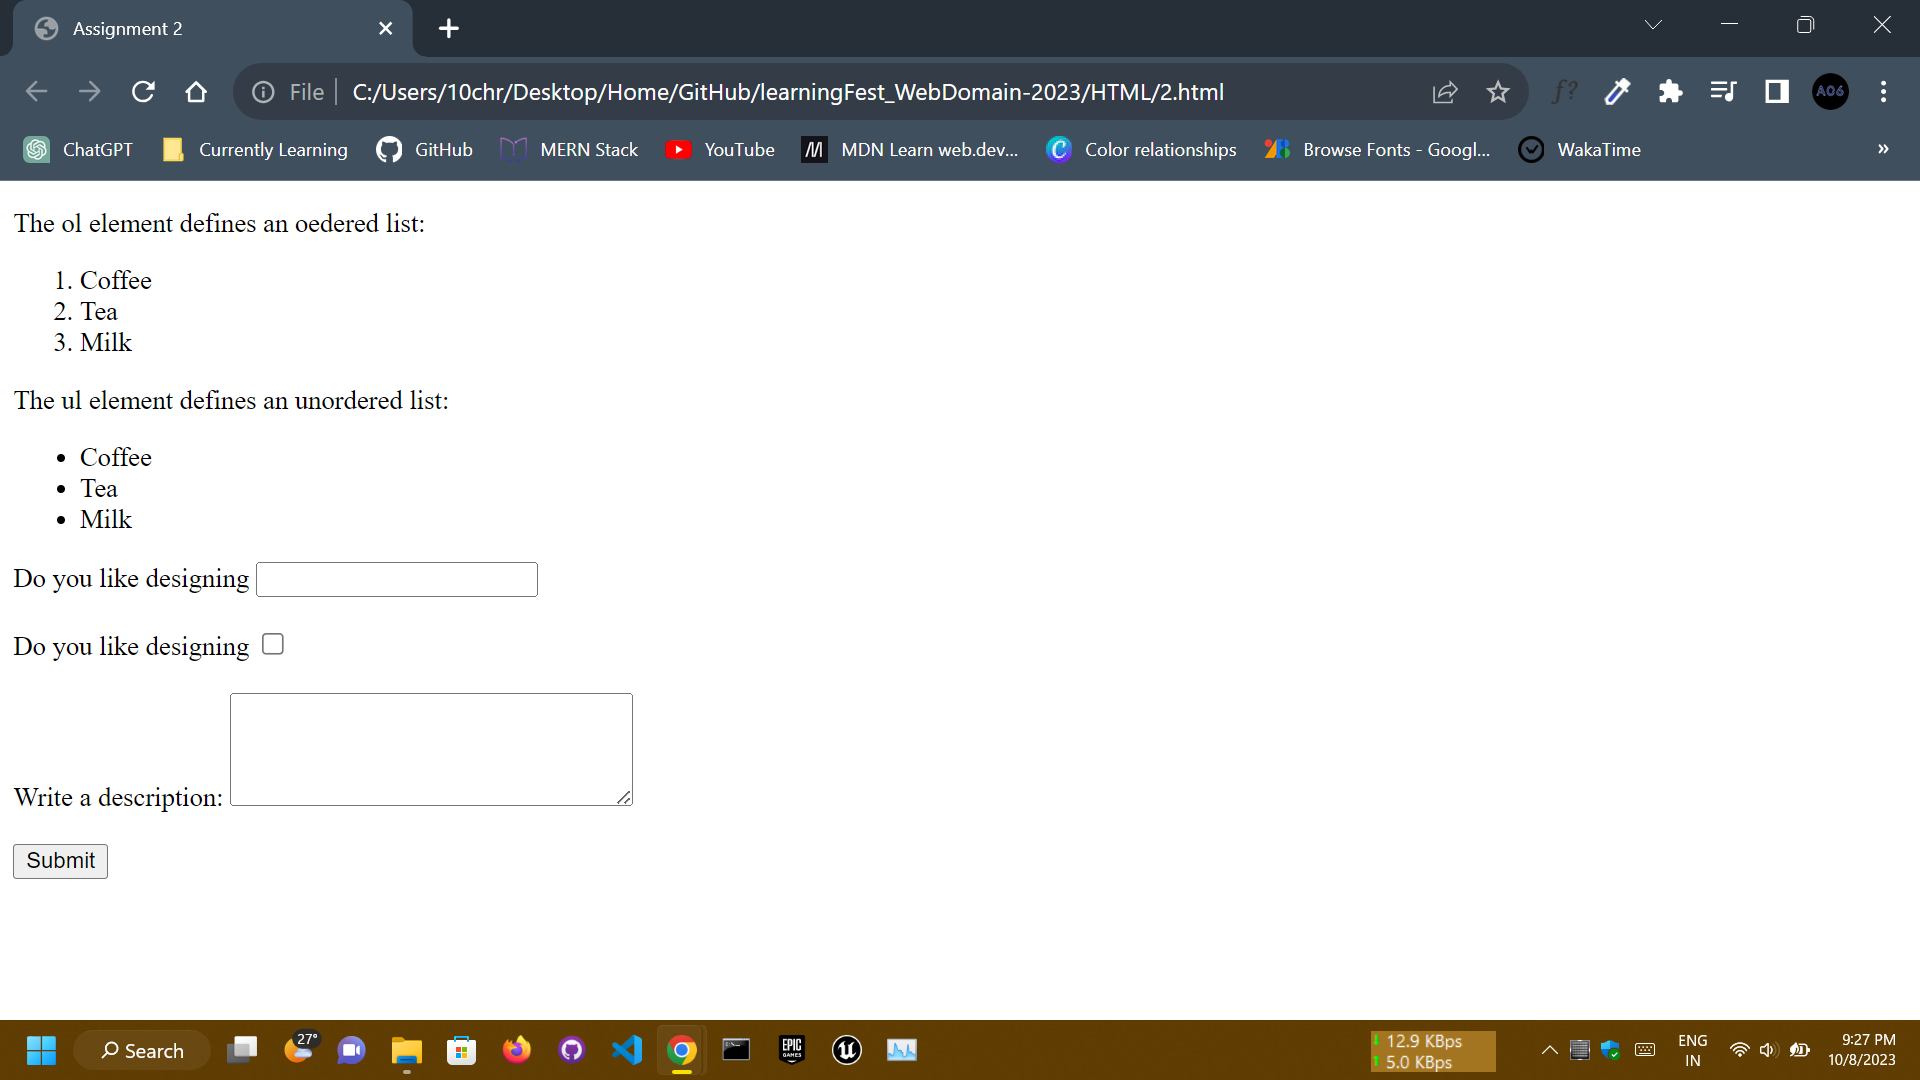 Assignment 2
File C:/Users/10chr/Desktop/Home/GitHub/learningFest_WebDomain-2023/HTML/2.html
f? A06
ChatGPT Currently Learning GitHub MERN Stack YouTube MDN Learn web.dev... Color relationships Browse Fonts - Googl... WakaTime »
The ol element defines an oedered list:
1. Coffee
2. Tea
3. Milk
The ul element defines an unordered list:
• Coffee
• Tea
• Milk
Do you like designing
Do you like designing
Write a description:
Submit
Search 27° EPIC GAMES
12.9 KBps
5.0 KBps
ENG
IN
9:27 PM
10/8/2023